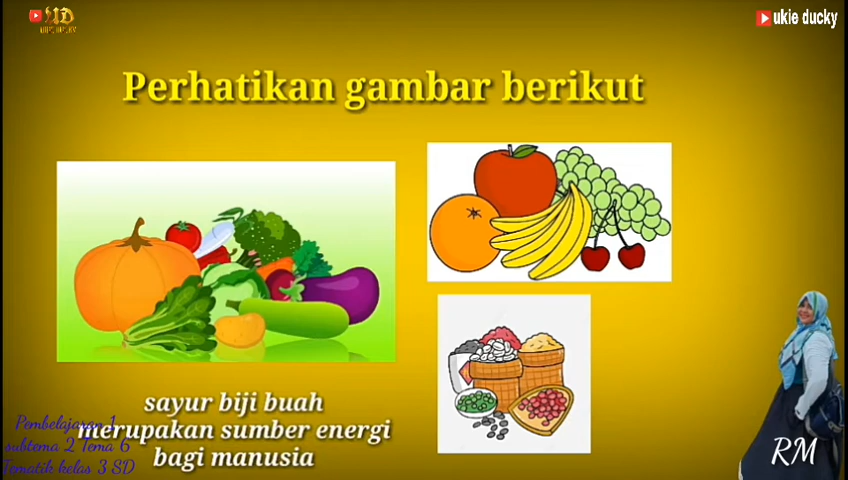 ukie ducky
Perhatikan gambar berikut
sayur biji buah
merupakan sumber energi
bagi manusia
Pembelajaran 1
subtema 2 Tema 6
Tematik kelas 3 SD
RM